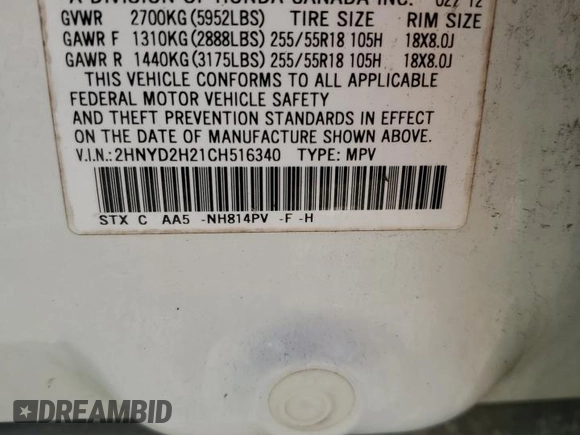 A DIVISION OF HONDA CANADA INC. 02/12
GVWR 2700KG(5952LBS) TIRE SIZE RIM SIZE
GAWR F 1310KG(2888LBS) 255/55R18 105H 18X8.0J
GAWR R 1440KG(3175LBS) 255/55R18 105H 18X8.0J
THIS VEHICLE CONFORMS TO ALL APPLICABLE
FEDERAL MOTOR VEHICLE SAFETY
AND THEFT PREVENTION STANDARDS IN EFFECT
ON THE DATE OF MANUFACTURE SHOWN ABOVE.
V.I.N.:2HNYD2H21CH516340 TYPE: MPV
STX C AA5 -NH814PV -F -H
DREAMBID